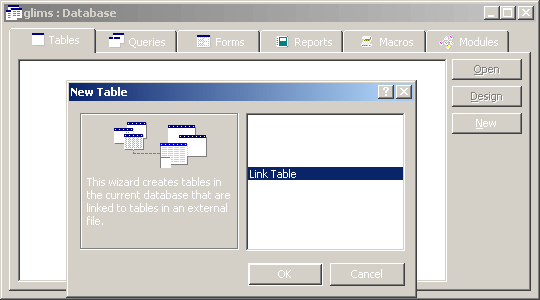 glims : Database
Tables
Queries
Forms
Reports
Macros
Modules
Open
Design
New
New Table
?
This wizard creates tables in
the current database that are
linked to tables in an external
file.
Link Table
OK
Cancel